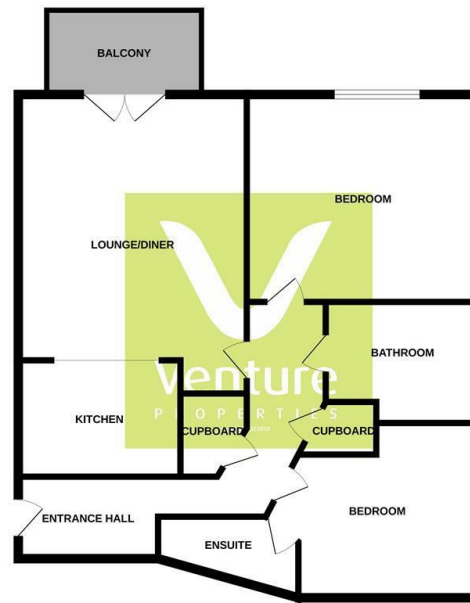 BALCONY
BEDROOM
LOUNGE/DINER
BATHROOM
Venture
PROPERTIES
KITCHEN
CUPBOARD
CUPBOARD
ENTRANCE HALL
BEDROOM
ENSUITE